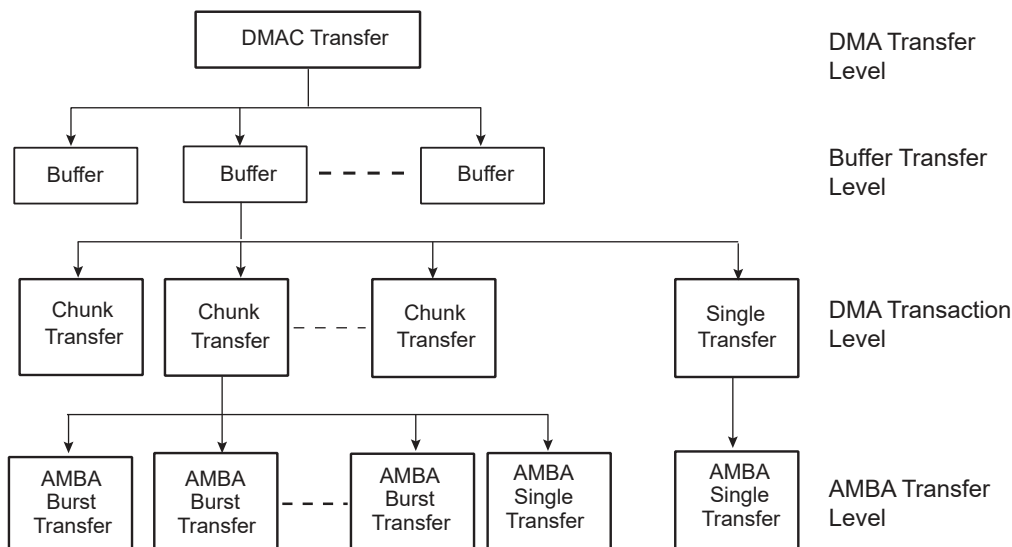 DMAC Transfer
DMA Transfer
Level
Buffer
Buffer
Buffer
Buffer Transfer
Level
Chunk
Transfer
Chunk
Transfer
Chunk
Transfer
Single
Transfer
DMA Transaction
Level
AMBA
Burst
Transfer
AMBA
Burst
Transfer
AMBA
Burst
Transfer
AMBA
Single
Transfer
AMBA
Single
Transfer
AMBA Transfer
Level